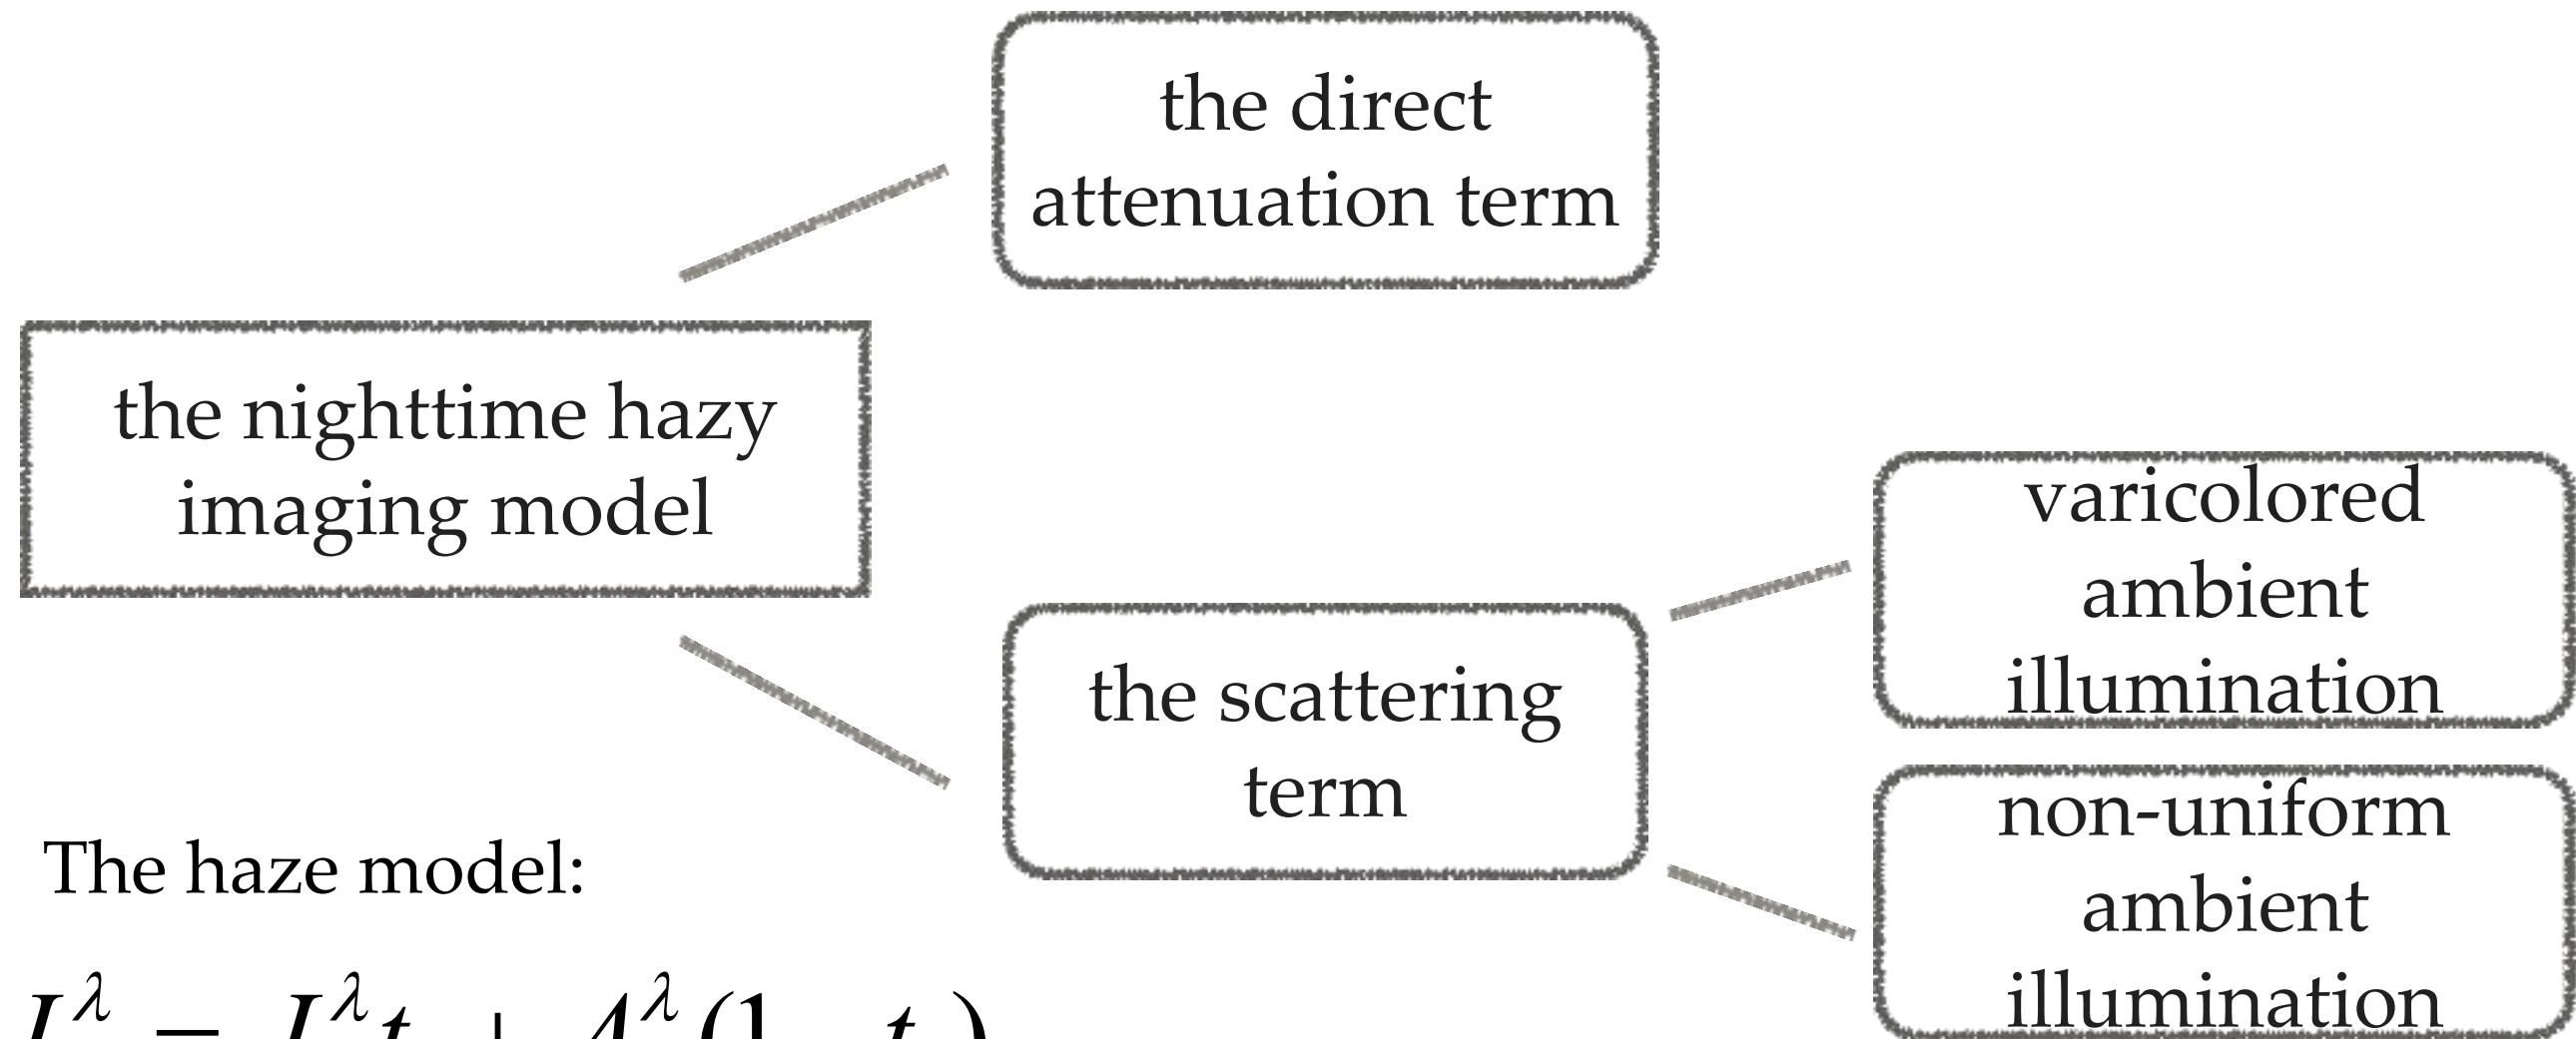 the direct
attenuation term
the nighttime hazy
imaging model
varicolored
ambient
illumination
the scattering
term
non-uniform
ambient
illumination
The haze model: